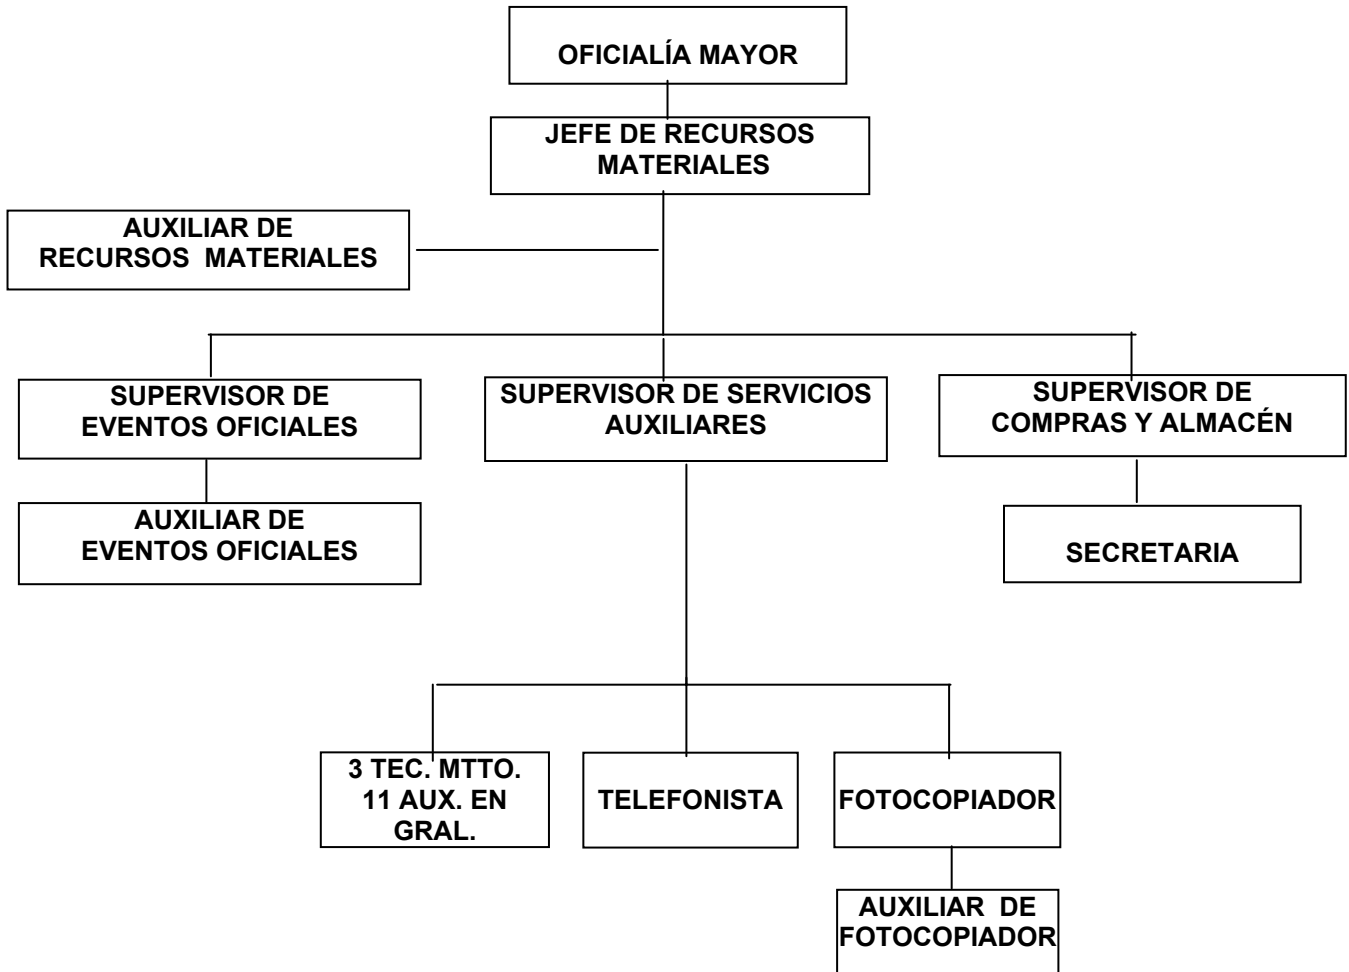 OFICIALÍA MAYOR
JEFE DE RECURSOS
MATERIALES
AUXILIAR DE
RECURSOS MATERIALES
SUPERVISOR DE
EVENTOS OFICIALES
SUPERVISOR DE SERVICIOS
AUXILIARES
SUPERVISOR DE
COMPRAS Y ALMACÉN
AUXILIAR DE
EVENTOS OFICIALES
SECRETARIA
3 TEC. MTTO.
11 AUX. EN
GRAL.
TELEFONISTA
FOTOCOPIADOR
AUXILIAR DE
FOTOCOPIADOR